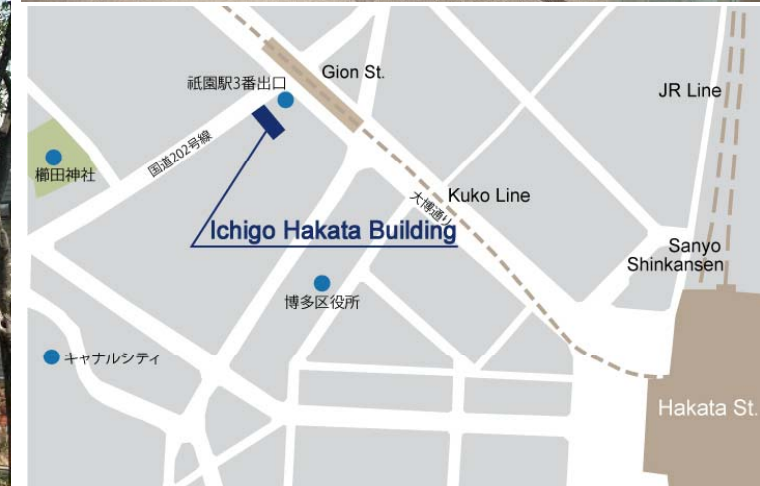 Gion St.
祇園駅3番出口
JR Line
国道202号線
櫛田神社
Kuko Line
大博通り
Ichigo Hakata Building
Sanyo
Shinkansen
博多区役所
キャナルシティ
Hakata St.